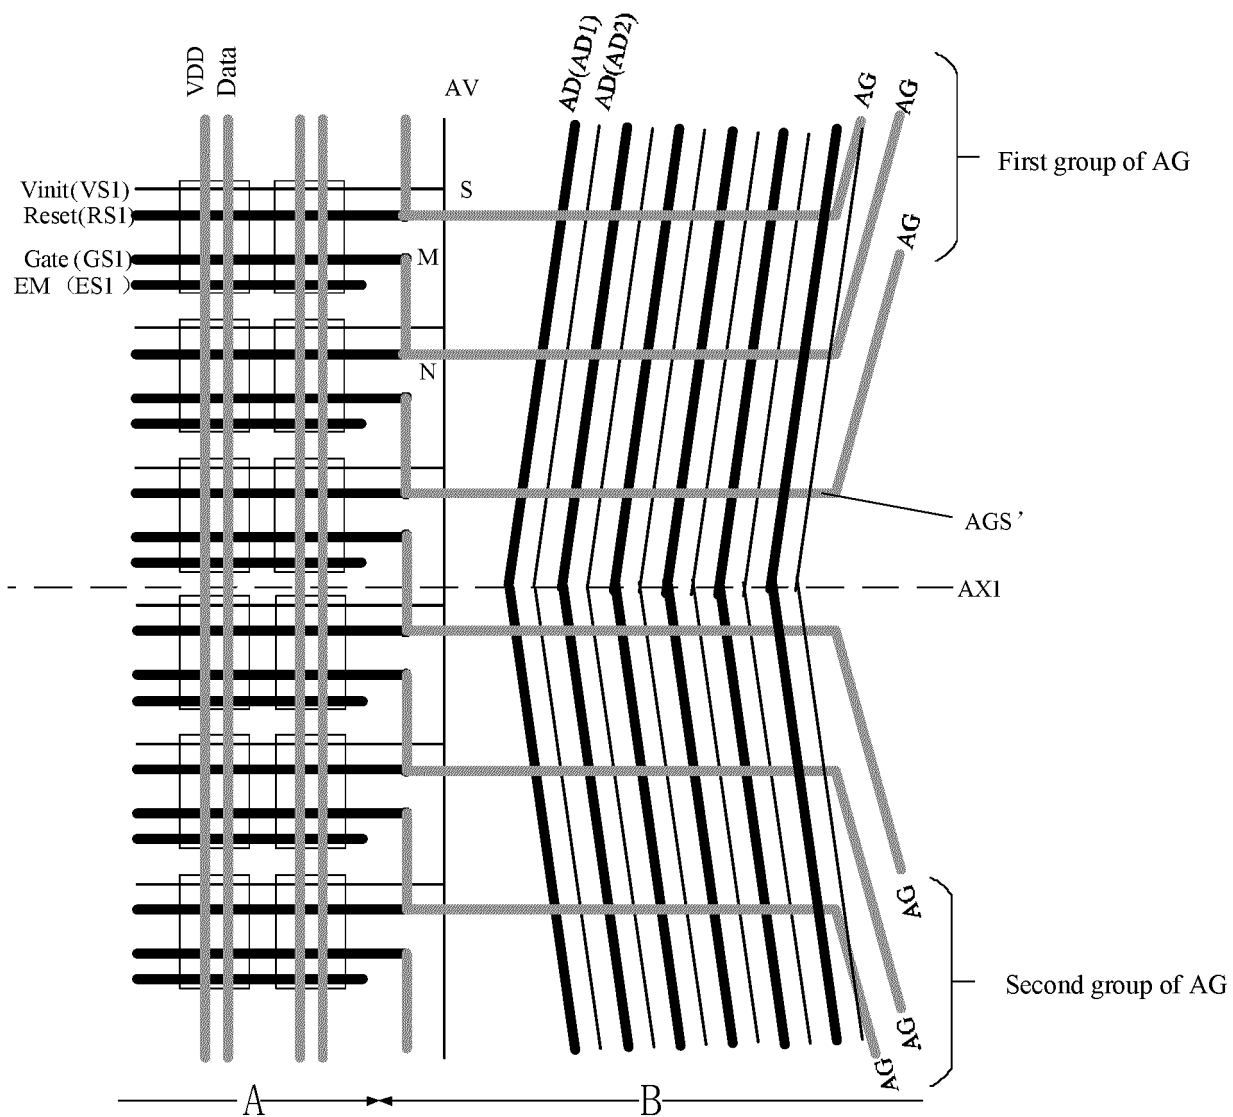 VDD
Data
AV
AD(AD1)
AD(AD2)
AG
AG
First group of AG
Vinit(VS1)
S
Reset(RS1)
AG
Gate (GS1)
M
EM （ES1 ）
N
AGS’
AX1
AG
Second group of AG
AG
AG
A
B